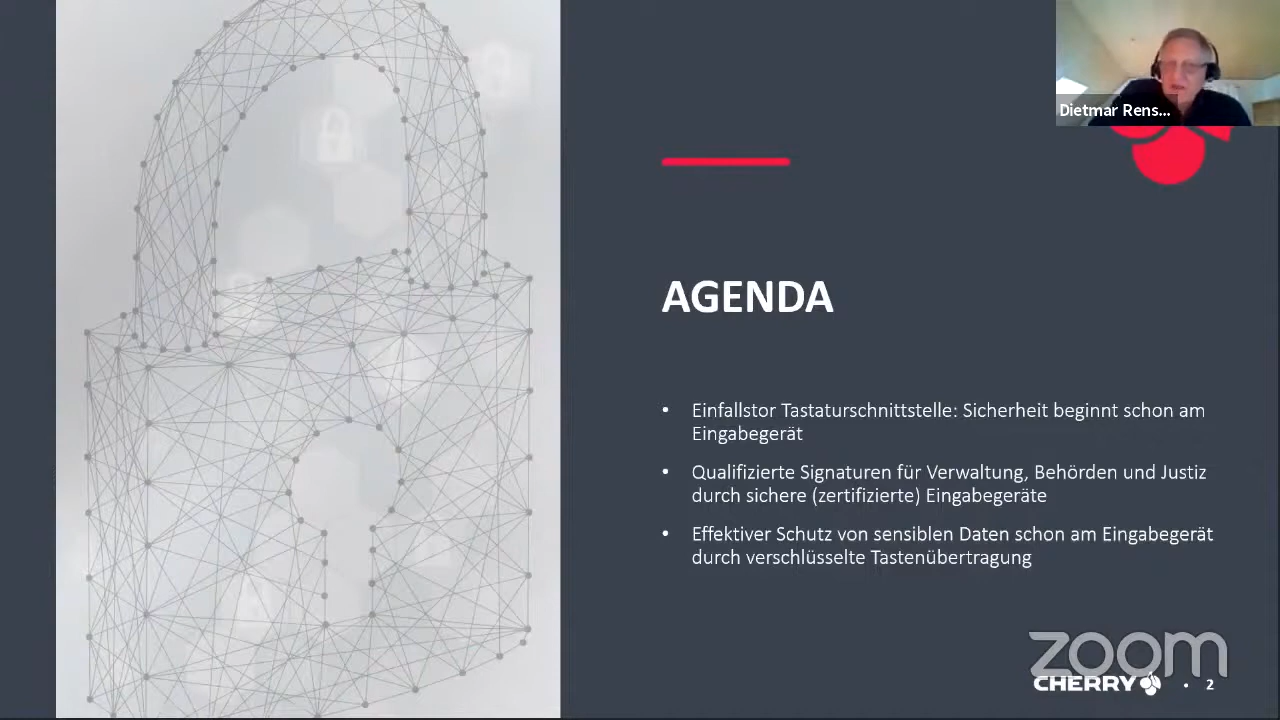 Dietmar Rens...
AGENDA
• Einfallstor Tastaturschnittstelle: Sicherheit beginnt schon am
Eingabegerät
• Qualifizierte Signaturen für Verwaltung, Behörden und Justiz
durch sichere (zertifizierte) Eingabegeräte
• Effektiver Schutz von sensiblen Daten schon am Eingabegerät
durch verschlüsselte Tastenübertragung
zoom
CHERRY • 2